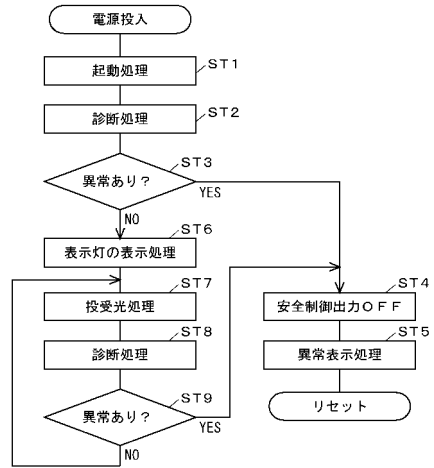 電源投入
起動処理
ST1
診断処理
ST2
異常あり？
ST3
YES
NO
表示灯の表示処理
ST6
投受光処理
ST7
診断処理
ST8
異常あり？
ST9
YES
NO
安全制御出力ＯＦＦ
ST4
異常表示処理
ST5
リセット